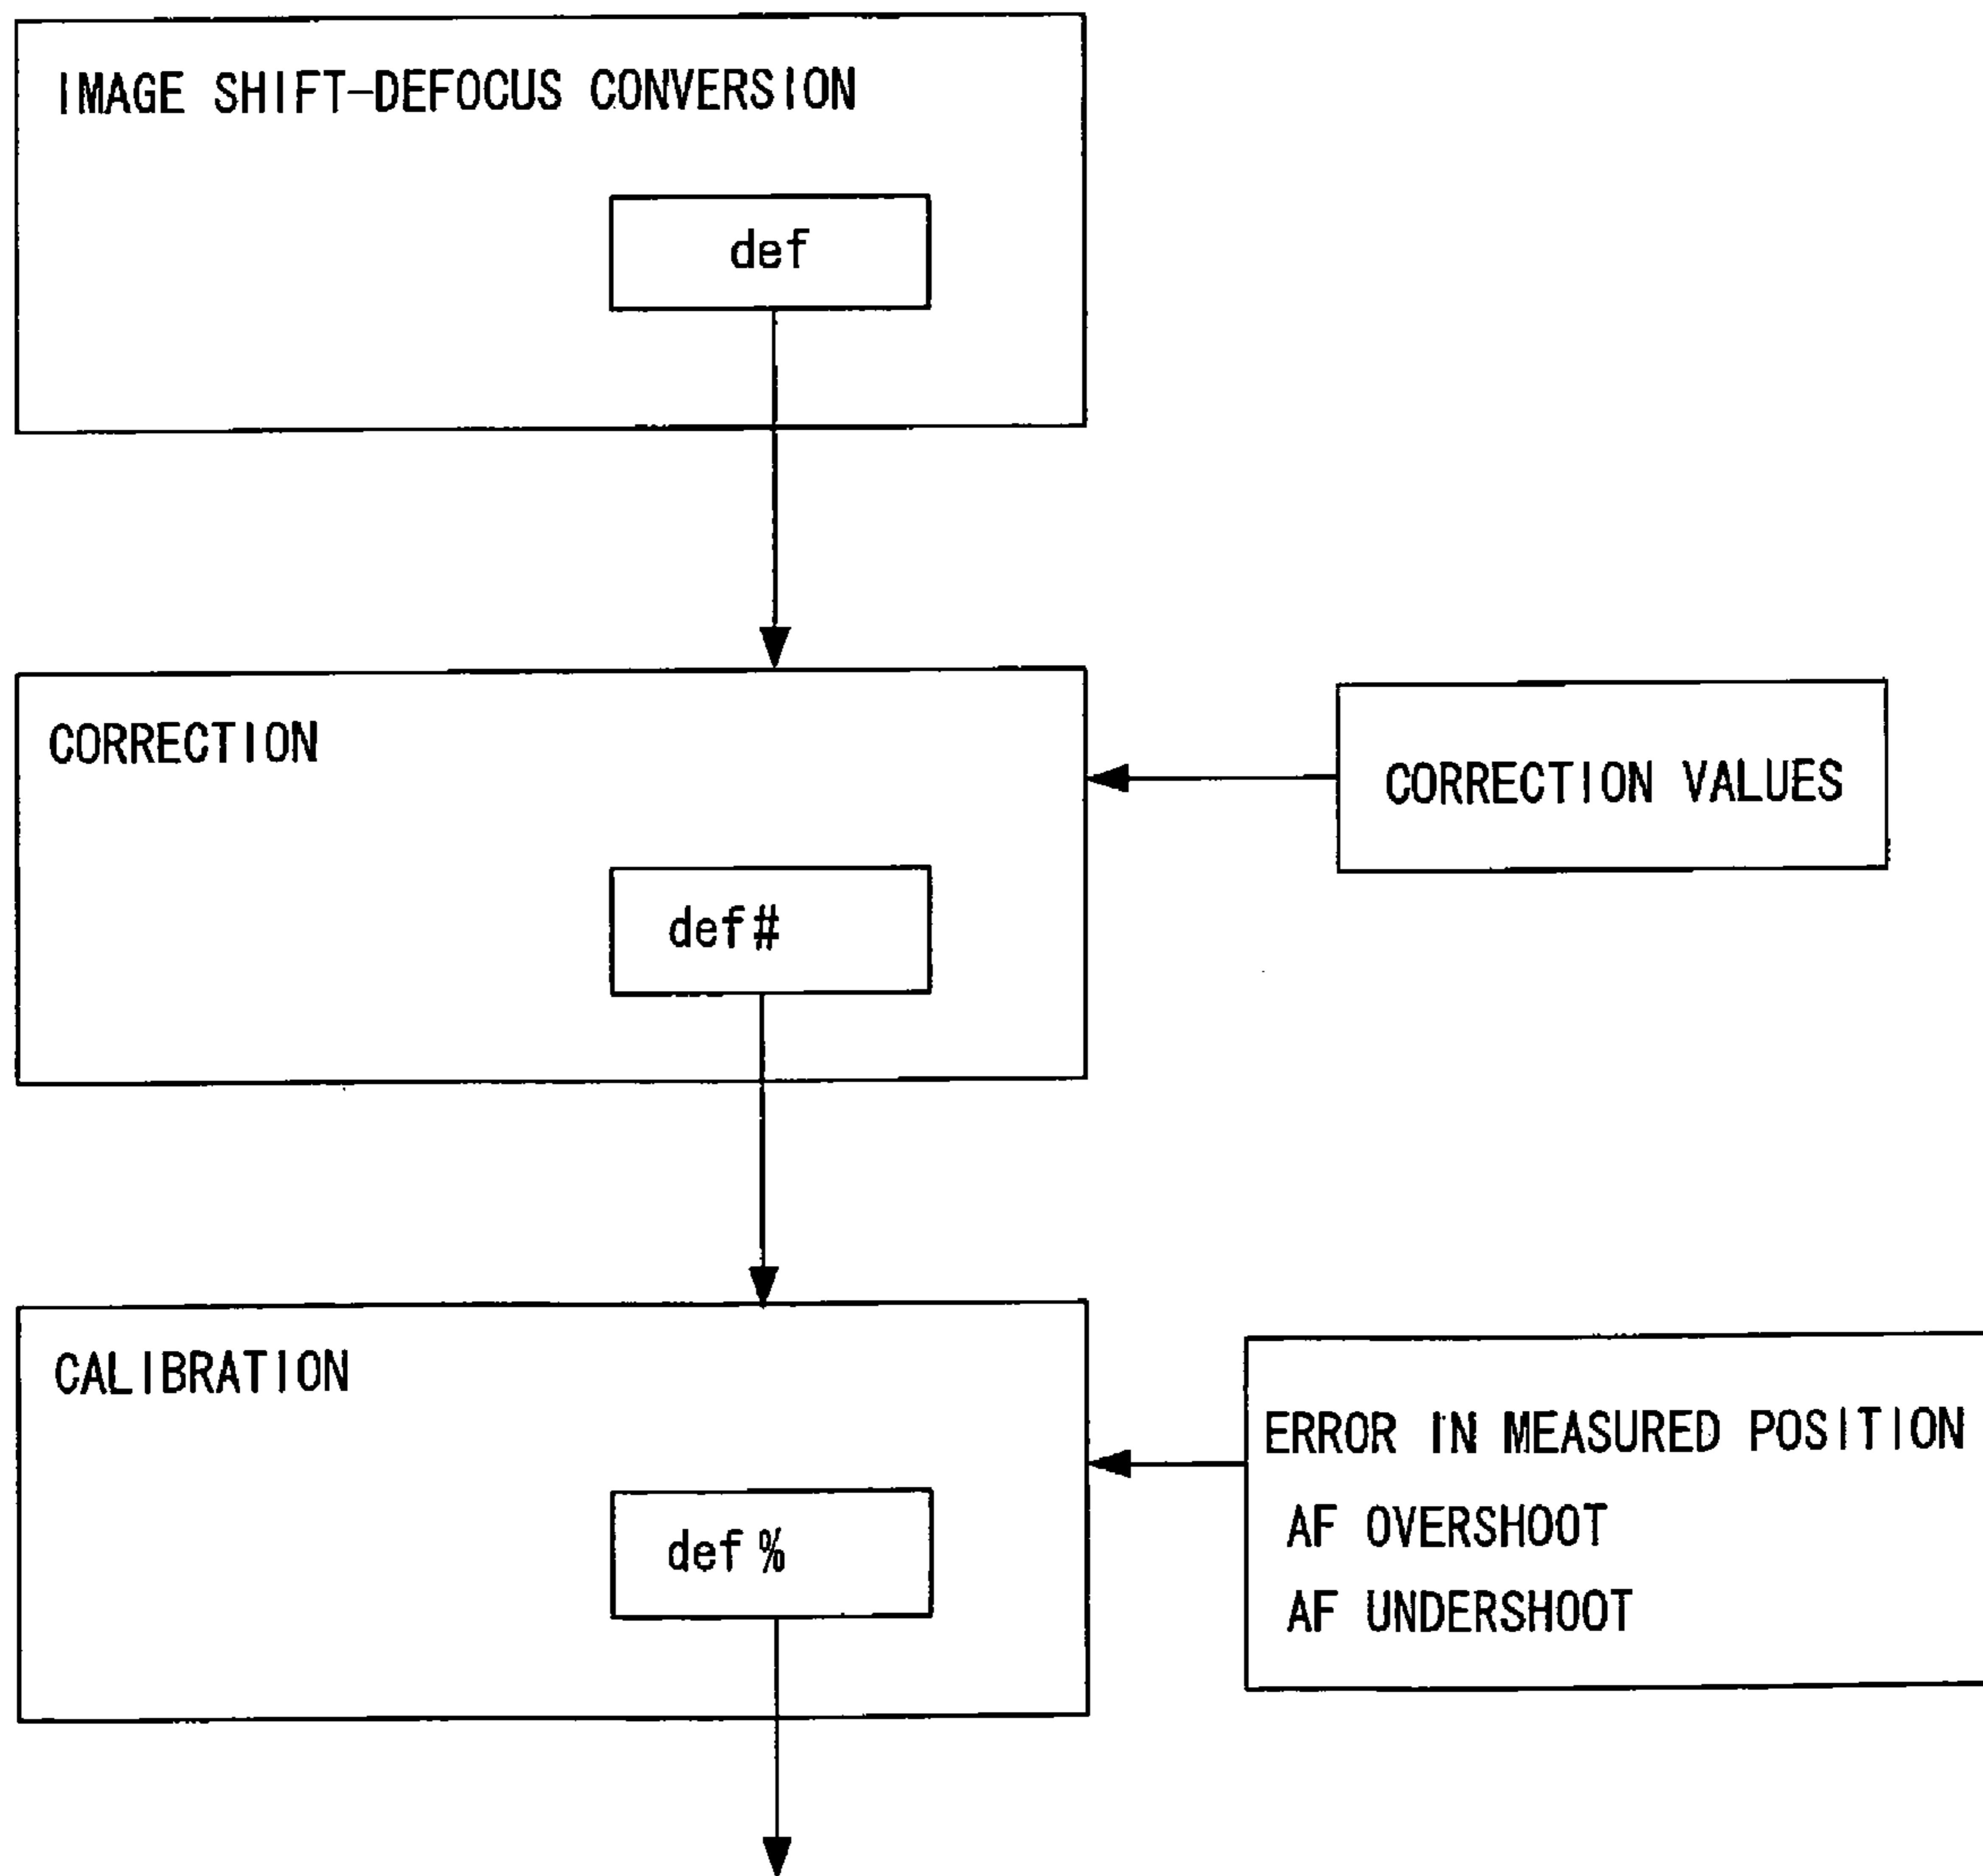 IMAGE SHIFT-DEFOCUS CONVERSION
def
CORRECTION
CORRECTION VALUES
def#
CALIBRATION
ERROR IN MEASURED POSITION
AF OVERSHOOT
def%
AF UNDERSHOOT